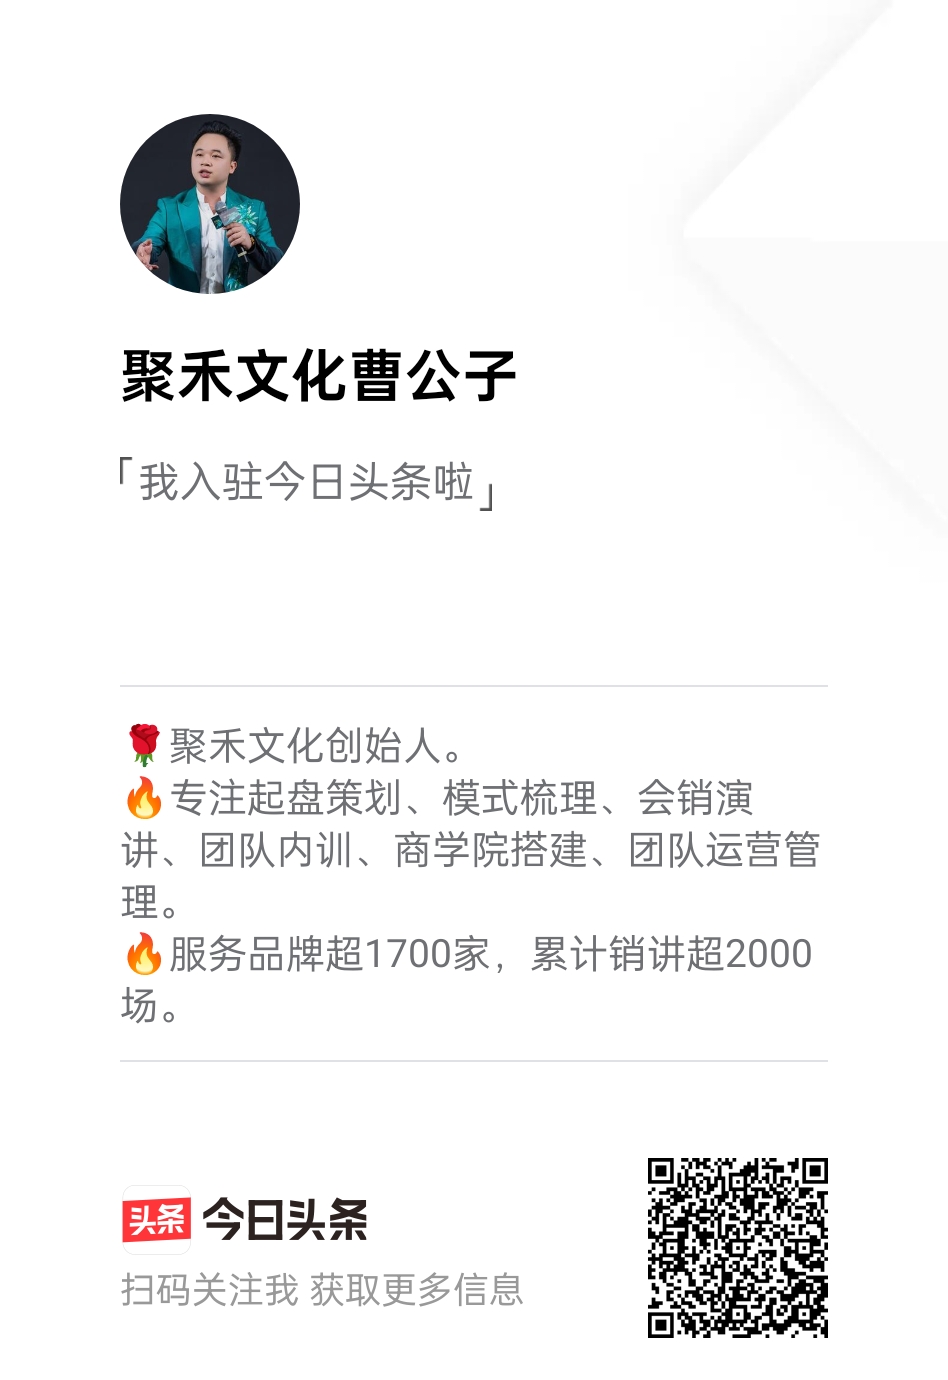 聚禾文化曹公子
「我入驻今日头条啦」
🌹聚禾文化创始人。
🔥专注起盘策划、模式梳理、会销演
讲、团队内训、商学院搭建、团队运营管
理。
🔥服务品牌超1700家，累计销讲超2000
场。
头条 今日头条
扫码关注我 获取更多信息